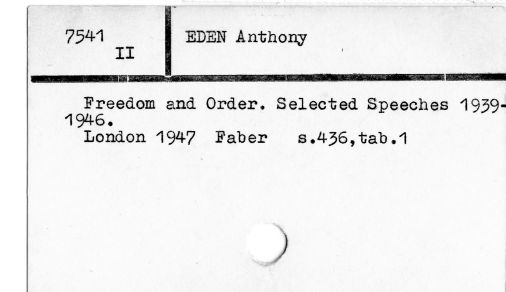 7541
II
EDEN Anthony
Freedom and Order. Selected Speeches 1939-
1946.
London 1947 Faber s.436,tab.1